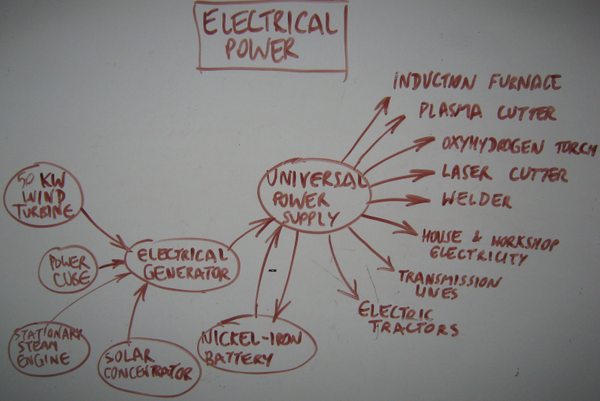 ELECTRICAL
POWER
INDUCTION FURNACE
PLASMA CUTTER
OXYHYDROGEN TORCH
LASER CUTTER
WELDER
HOUSE & WORKSHOP
ELECTRICITY
TRANSMISSION
LINES
ELECTRIC
TRACTORS
UNIVERSAL
POWER
SUPPLY
50 KW
WIND
TURBINE
POWER
CUBE
ELECTRICAL
GENERATOR
STATIONARY
STEAM
ENGINE
SOLAR
CONCENTRATOR
NICKEL-IRON
BATTERY